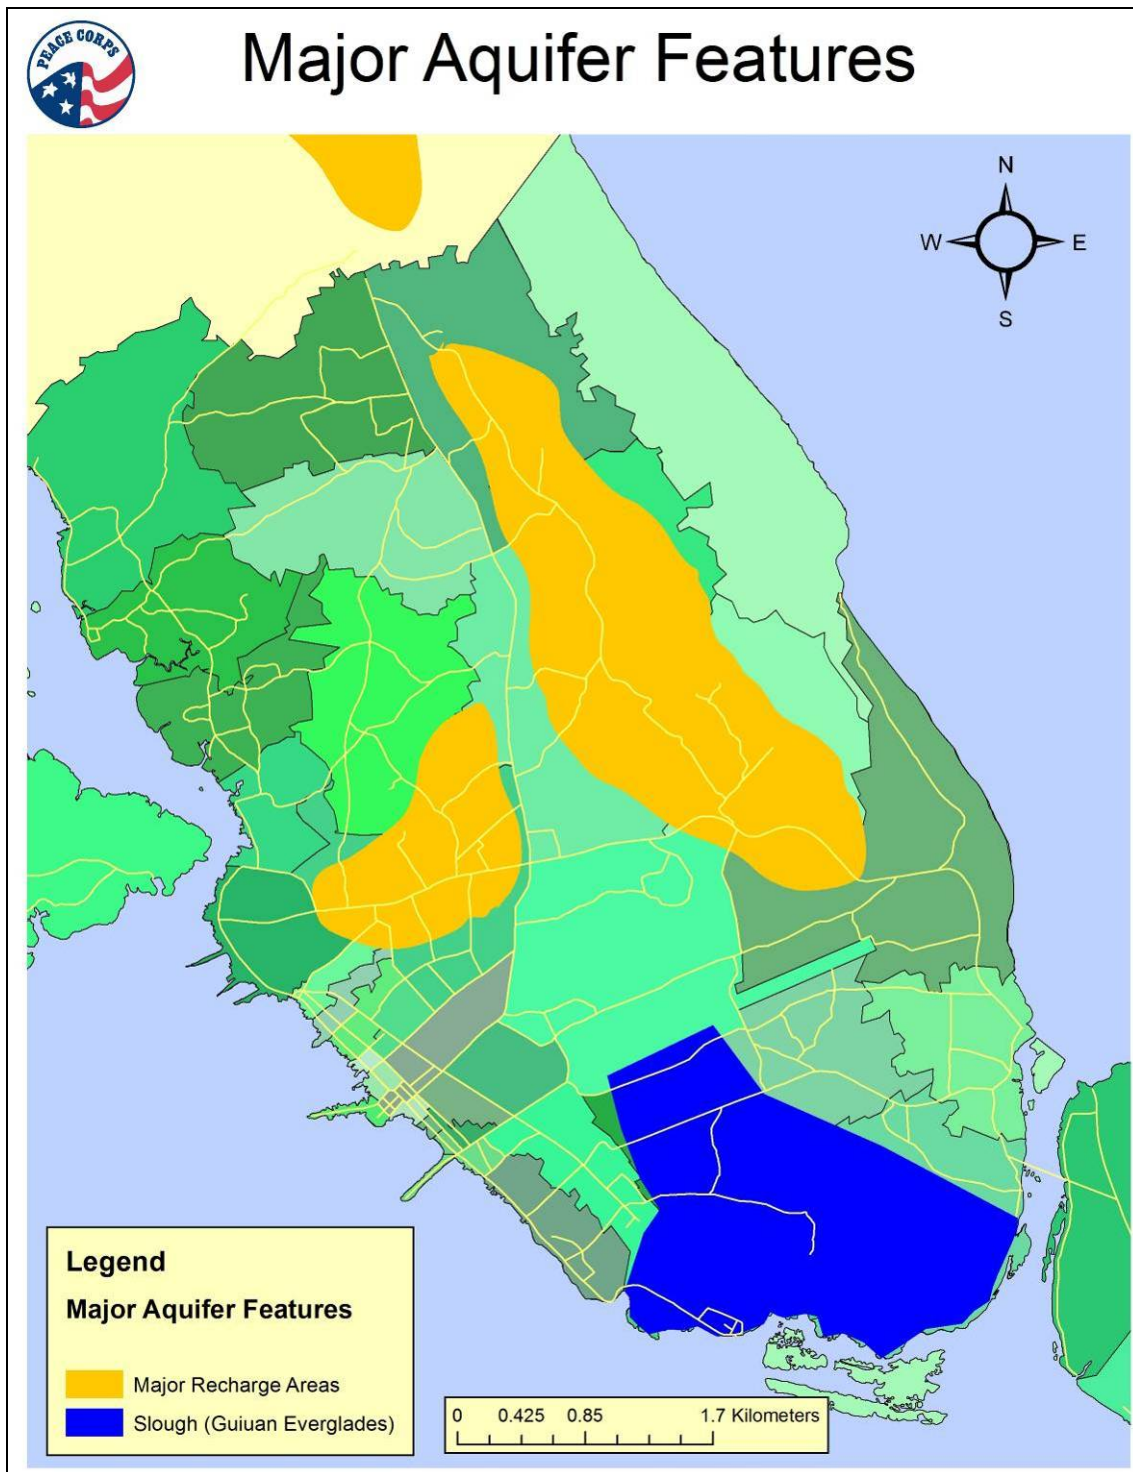 PEACE CORPS
Major Aquifer Features
N
W E
S
Legend
Major Aquifer Features
Major Recharge Areas
Slough (Guiuan Everglades)
0 0.425 0.85 1.7 Kilometers